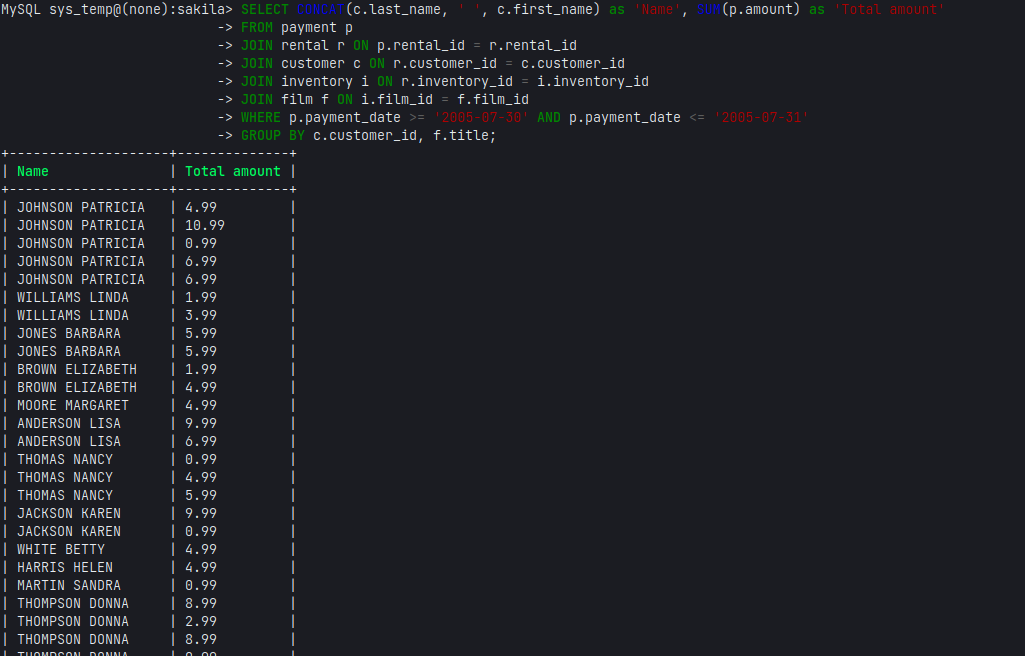 MySQL sys_temp@(none):sakila> SELECT CONCAT(c.last_name, ' ', c.first_name) as 'Name', SUM(p.amount) as 'Total amount'
-> FROM payment p
-> JOIN rental r ON p.rental_id = r.rental_id
-> JOIN customer c ON r.customer_id = c.customer_id
-> JOIN inventory i ON r.inventory_id = i.inventory_id
-> JOIN film f ON i.film_id = f.film_id
-> WHERE p.payment_date >= '2005-07-30' AND p.payment_date <= '2005-07-31'
-> GROUP BY c.customer_id, f.title;
+--------------------+--------------+
| Name               | Total amount |
+--------------------+--------------+
| JOHNSON PATRICIA   | 4.99         |
| JOHNSON PATRICIA   | 10.99        |
| JOHNSON PATRICIA   | 0.99         |
| JOHNSON PATRICIA   | 6.99         |
| JOHNSON PATRICIA   | 6.99         |
| WILLIAMS LINDA     | 1.99         |
| WILLIAMS LINDA     | 3.99         |
| JONES BARBARA      | 5.99         |
| JONES BARBARA      | 5.99         |
| BROWN ELIZABETH    | 1.99         |
| BROWN ELIZABETH    | 4.99         |
| MOORE MARGARET     | 4.99         |
| ANDERSON LISA      | 9.99         |
| ANDERSON LISA      | 6.99         |
| THOMAS NANCY       | 0.99         |
| THOMAS NANCY       | 4.99         |
| THOMAS NANCY       | 5.99         |
| JACKSON KAREN      | 9.99         |
| JACKSON KAREN      | 0.99         |
| WHITE BETTY        | 4.99         |
| HARRIS HELEN       | 4.99         |
| MARTIN SANDRA      | 0.99         |
| THOMPSON DONNA     | 8.99         |
| THOMPSON DONNA     | 2.99         |
| THOMPSON DONNA     | 8.99         |
| THOMPSON DONNA     |